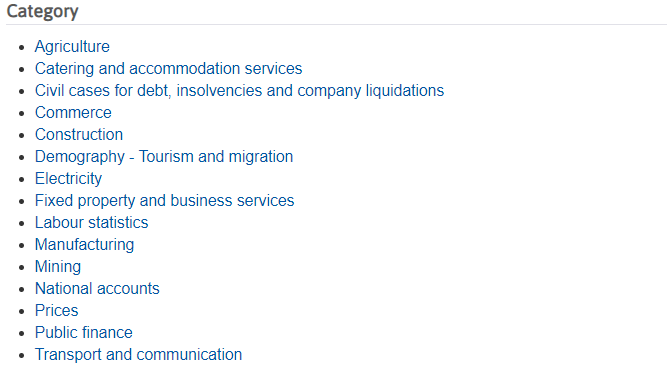 Category
Agriculture
Catering and accommodation services
Civil cases for debt, insolvencies and company liquidations
Commerce
Construction
Demography - Tourism and migration
Electricity
Fixed property and business services
Labour statistics
Manufacturing
Mining
National accounts
Prices
Public finance
Transport and communication